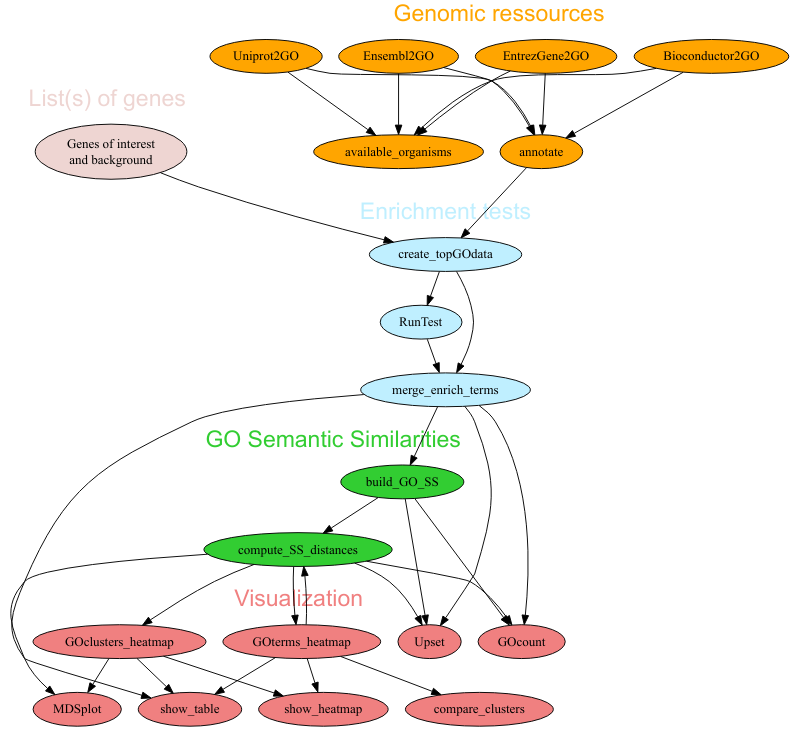 Genomic ressources
Uniprot2GO
Ensembl2GO
EntrezGene2GO
Bioconductor2GO
List(s) of genes
Genes of interest
and background
available_organisms
annotate
Enrichment tests
create_topGOdata
RunTest
merge_enrich_terms
GO Semantic Similarities
build_GO_SS
compute_SS_distances
Visualization
GOclusters_heatmap
GOterms_heatmap
Upset
GOcount
MDSplot
show_table
show_heatmap
compare_clusters